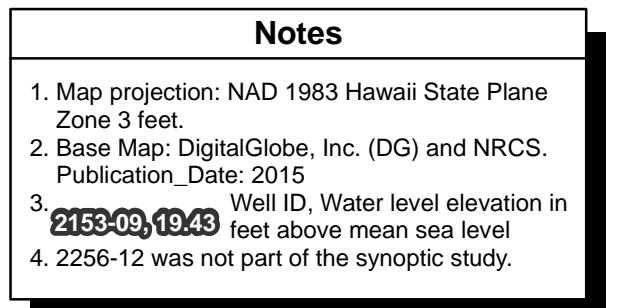 Notes
1. Map projection: NAD 1983 Hawaii State Plane
Zone 3 feet.
2. Base Map: DigitalGlobe, Inc. (DG) and NRCS.
Publication_Date: 2015
3. 2153-09, 19.43 Well ID, Water level elevation in
feet above mean sea level
4. 2256-12 was not part of the synoptic study.